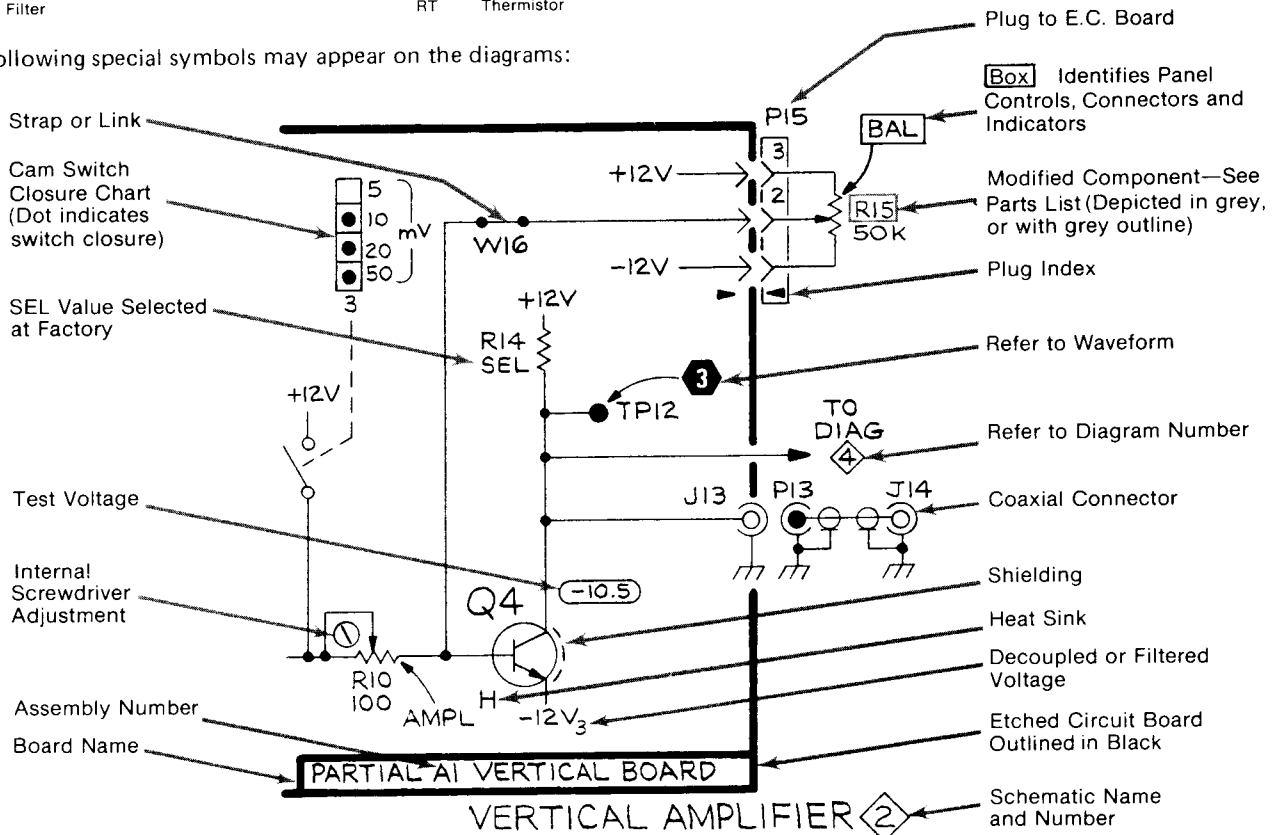 Filter
RT Thermistor
ollowing special symbols may appear on the diagrams:
Plug to E.C. Board
Box Identifies Panel
Controls, Connectors and
Indicators
Strap or Link
P15
BAL
Cam Switch
Closure Chart
(Dot indicates
switch closure)
5
10
20
50
mV
3
+12V
3
2
W16
-12V
R15
50K
Modified Component—See
Parts List (Depicted in grey,
or with grey outline)
Plug Index
SEL Value Selected
at Factory
+12V
R14
SEL
3
TP12
Refer to Waveform
+12V
TO
DIAG
4
Refer to Diagram Number
Test Voltage
J13
P13
J14
Coaxial Connector
-10.5
Internal
Screwdriver
Adjustment
Q4
Shielding
Heat Sink
R10
100
AMPL
H
-12V3
Decoupled or Filtered
Voltage
Assembly Number
Board Name
Etched Circuit Board
Outlined in Black
PARTIAL A1 VERTICAL BOARD
VERTICAL AMPLIFIER 2
Schematic Name
and Number